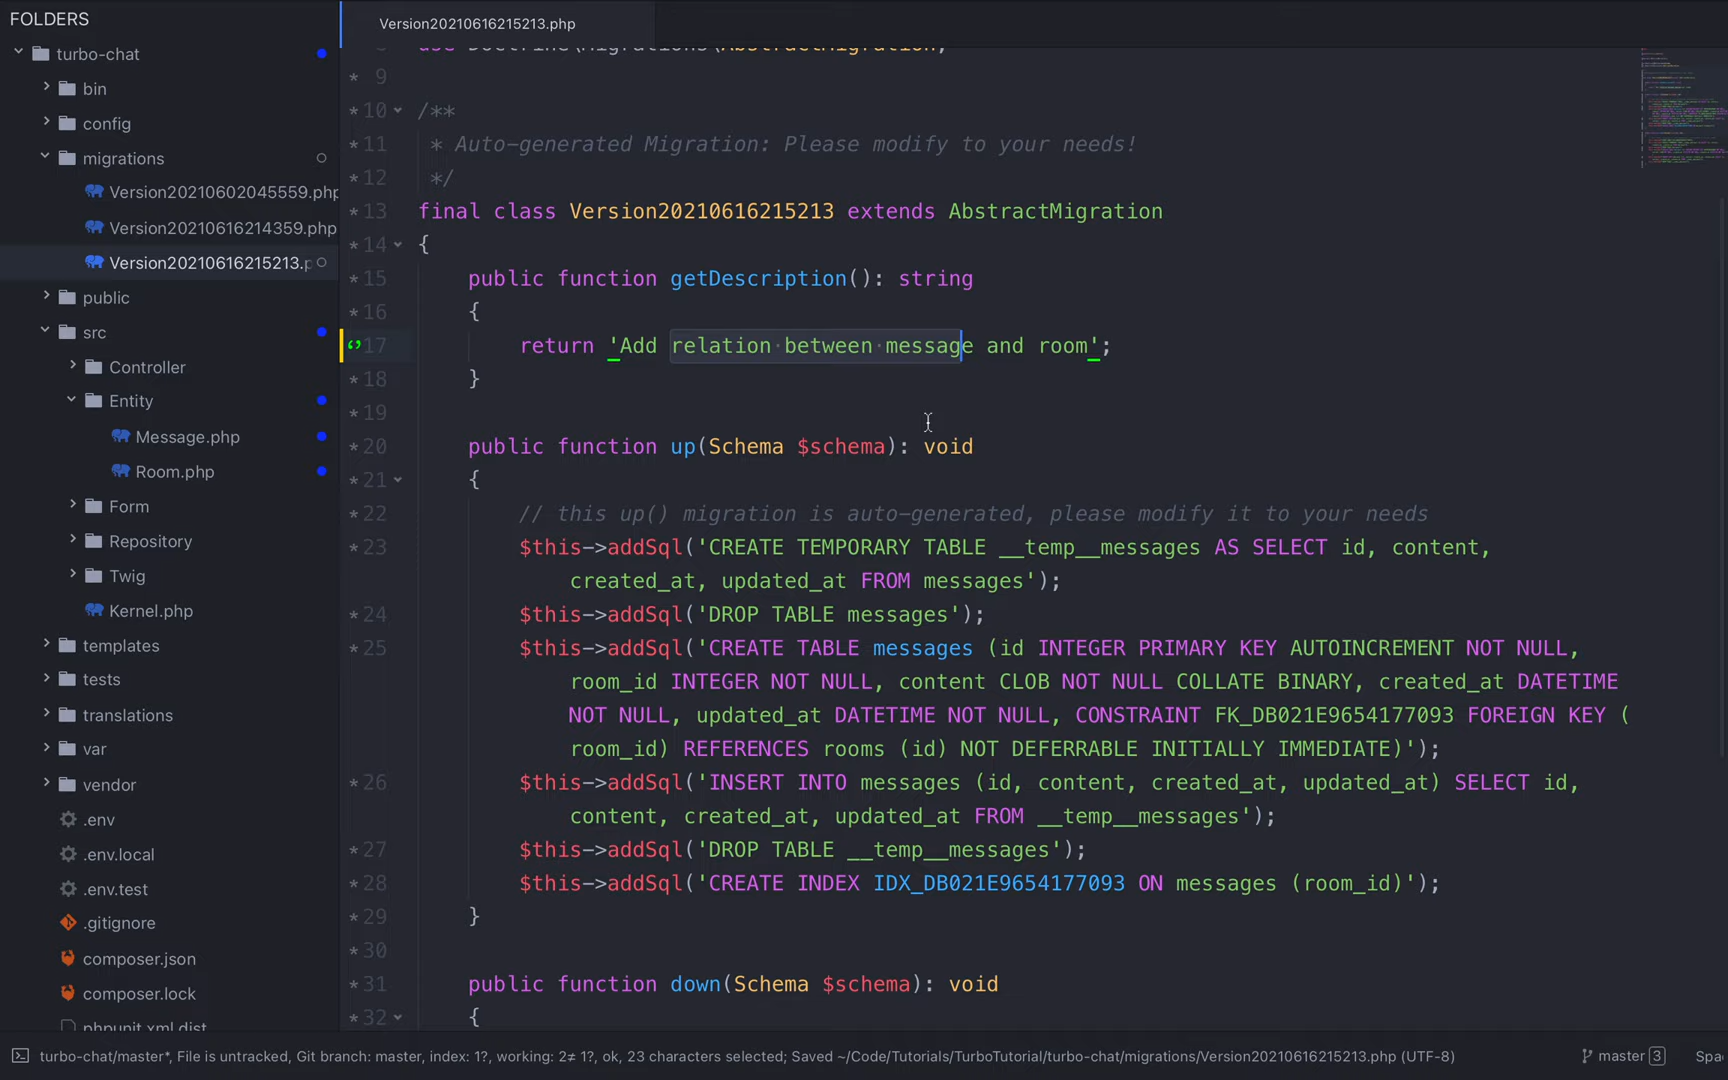 FOLDERS
turbo-chat
bin
config
migrations
Version20210602045559.php
Version20210616214359.php
Version20210616215213.p
public
src
Controller
Entity
Message.php
Room.php
Form
Repository
Twig
Kernel.php
templates
tests
translations
var
vendor
.env
.env.local
.env.test
.gitignore
composer.json
composer.lock
phpunit.xml.dist
Version20210616215213.php
use Doctrine\Migrations\AbstractMigration;
* 9
* 10 /**
* 11 * Auto-generated Migration: Please modify to your needs!
* 12 */
* 13 final class Version20210616215213 extends AbstractMigration
* 14 {
* 15 public function getDescription(): string
* 16 {
17 return 'Add relation between message and room';
* 18 }
* 19
* 20 public function up(Schema $schema): void
* 21 {
* 22 // this up() migration is auto-generated, please modify it to your needs
* 23 $this->addSql('CREATE TEMPORARY TABLE __temp__messages AS SELECT id, content,
created_at, updated_at FROM messages');
* 24 $this->addSql('DROP TABLE messages');
* 25 $this->addSql('CREATE TABLE messages (id INTEGER PRIMARY KEY AUTOINCREMENT NOT NULL,
room_id INTEGER NOT NULL, content CLOB NOT NULL COLLATE BINARY, created_at DATETIME
NOT NULL, updated_at DATETIME NOT NULL, CONSTRAINT FK_DB021E9654177093 FOREIGN KEY (
room_id) REFERENCES rooms (id) NOT DEFERRABLE INITIALLY IMMEDIATE)');
* 26 $this->addSql('INSERT INTO messages (id, content, created_at, updated_at) SELECT id,
content, created_at, updated_at FROM __temp__messages');
* 27 $this->addSql('DROP TABLE __temp__messages');
* 28 $this->addSql('CREATE INDEX IDX_DB021E9654177093 ON messages (room_id)');
* 29 }
* 30
* 31 public function down(Schema $schema): void
* 32 {
turbo-chat/master*, File is untracked, Git branch: master, index: 1?, working: 2≠ 1?, ok, 23 characters selected; Saved ~/Code/Tutorials/TurboTutorial/turbo-chat/migrations/Version20210616215213.php (UTF-8)
master 3
Spa